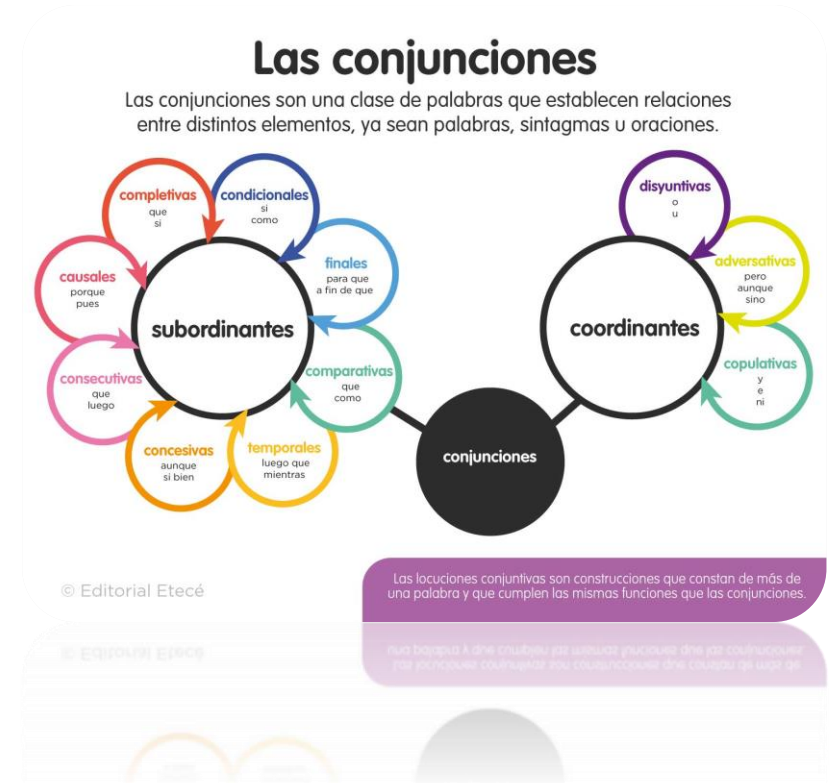 Las conjunciones
Las conjunciones son una clase de palabras que establecen relaciones
entre distintos elementos, ya sean palabras, sintagmas u oraciones.
completivas
que
si
condicionales
si
como
causales
porque
pues
finales
para que
a fin de que
subordinantes
consecutivas
que
luego
comparativas
que
como
concesivas
aunque
si bien
temporales
luego que
mientras
conjunciones
disyuntivas
o
u
adversativas
pero
aunque
sino
coordinantes
copulativas
y
e
ni
© Editorial Etecé
Las locuciones conjuntivas son construcciones que constan de más de
una palabra y que cumplen las mismas funciones que las conjunciones.